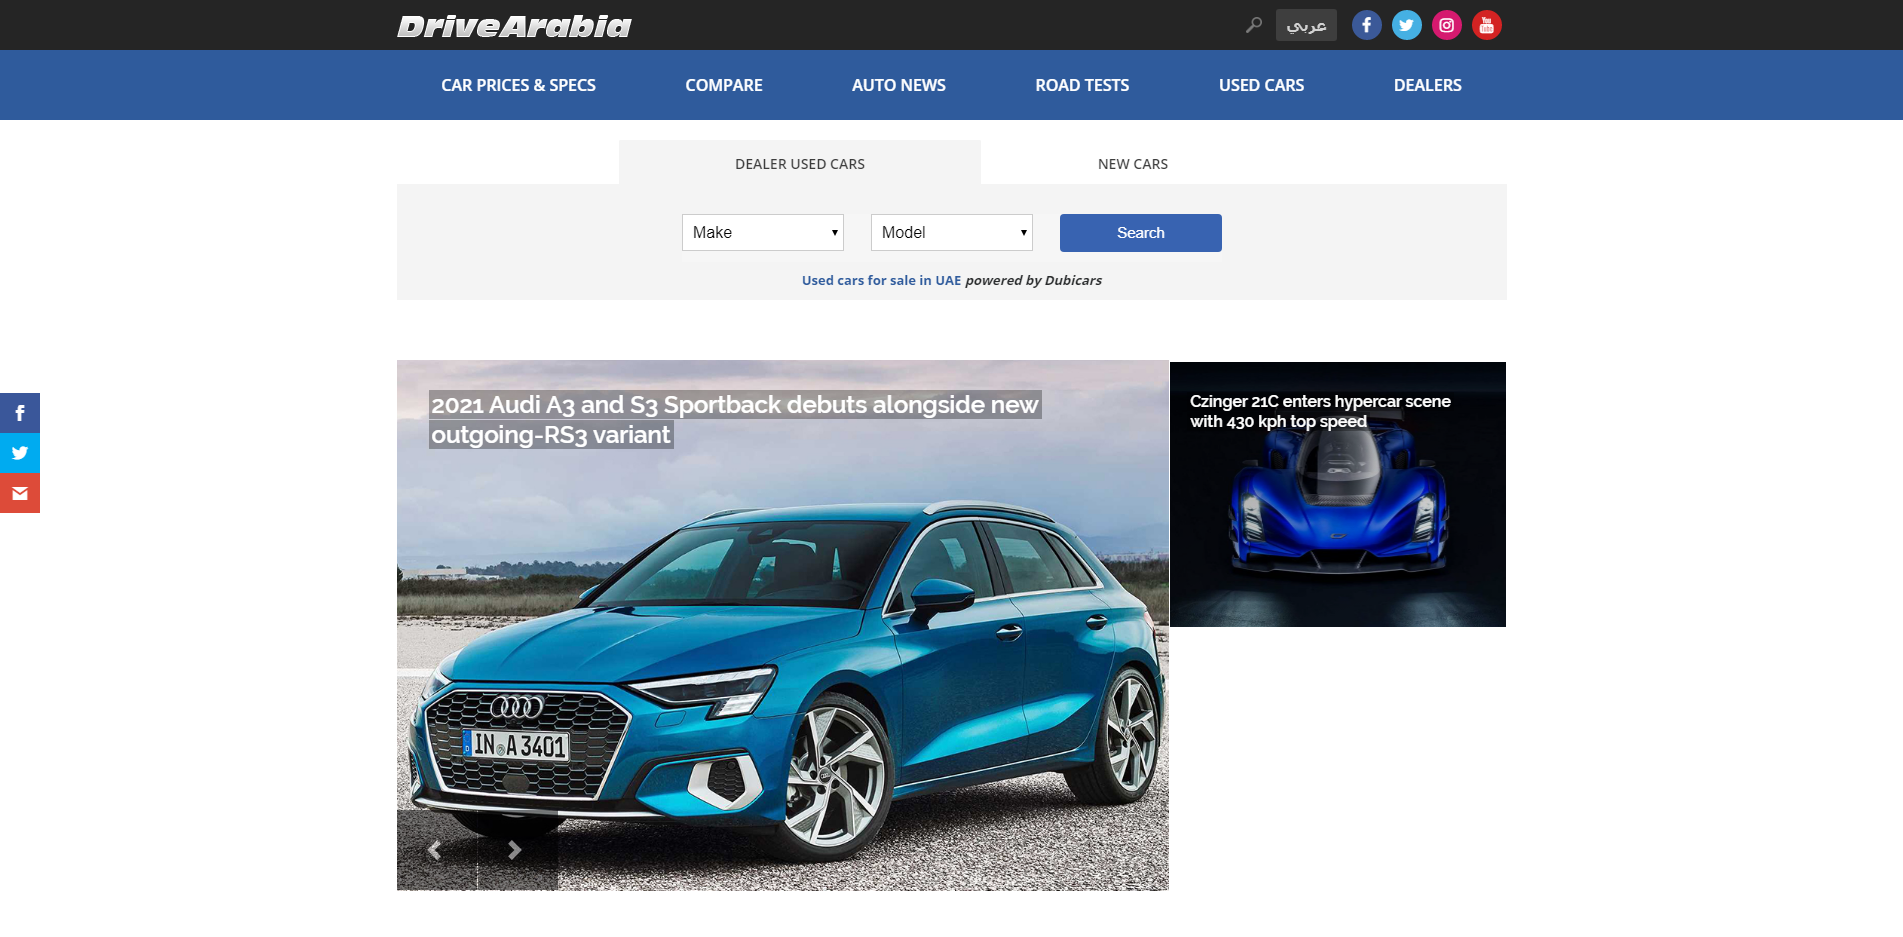 DriveArabia
عربي
CAR PRICES & SPECS
COMPARE
AUTO NEWS
ROAD TESTS
USED CARS
DEALERS
DEALER USED CARS
NEW CARS
Make
Model
Search
Used cars for sale in UAE powered by Dubicars
2021 Audi A3 and S3 Sportback debuts alongside new
outgoing-RS3 variant
Czinger 21C enters hypercar scene
with 430 kph top speed
IN A 3401